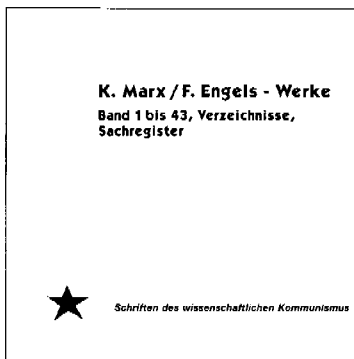 K. Marx / F. Engels - Werke
Band 1 bis 43, Verzeichnisse,
Sachregister
Schriften des wissenschaftlichen Kommunismus